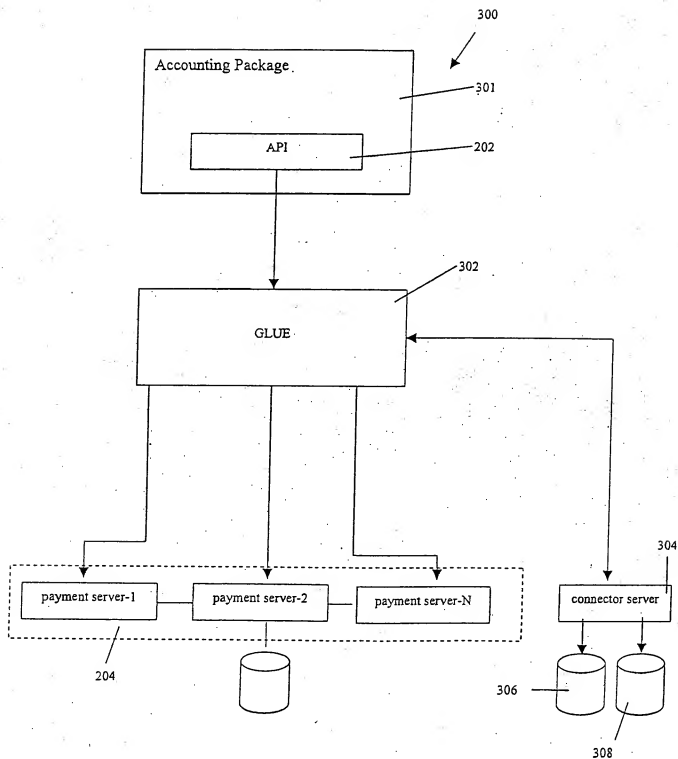 300
Accounting Package
301
API
202
302
GLUE
304
payment server-1
payment server-2
payment server-N
connector server
204
306
308